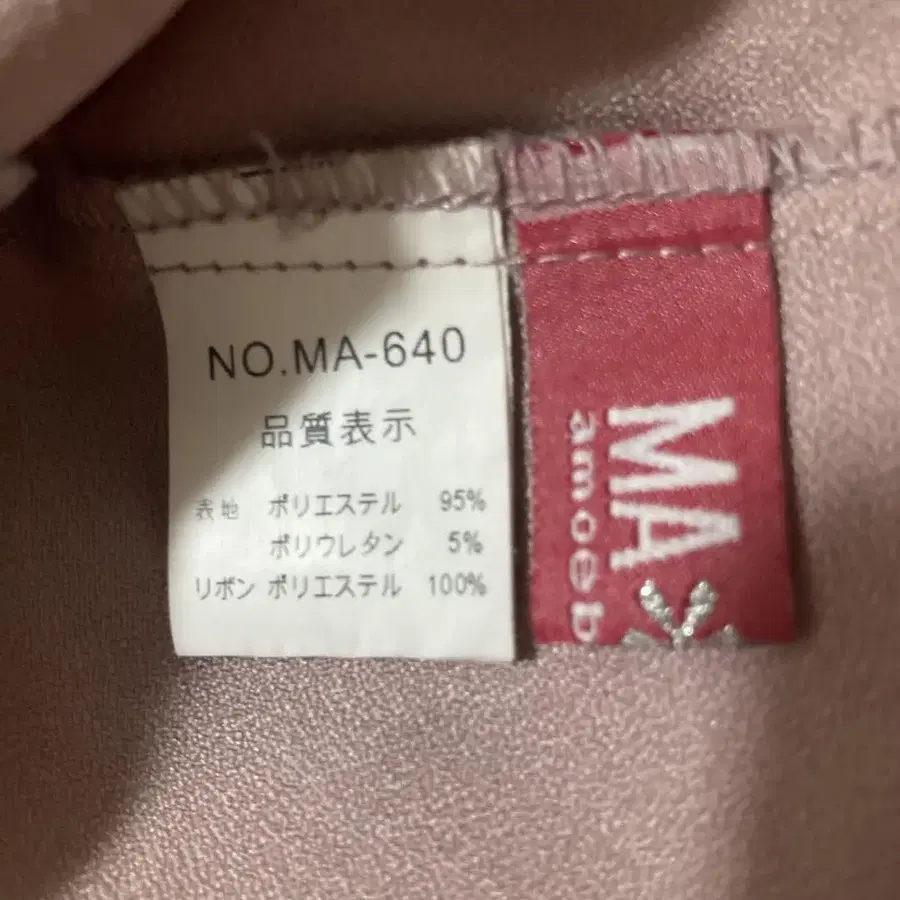 NO.MA-640
品質表示
表地 ポリエステル 95%
ポリウレタン 5%
リボン ポリエステル 100%
MA
amoeb